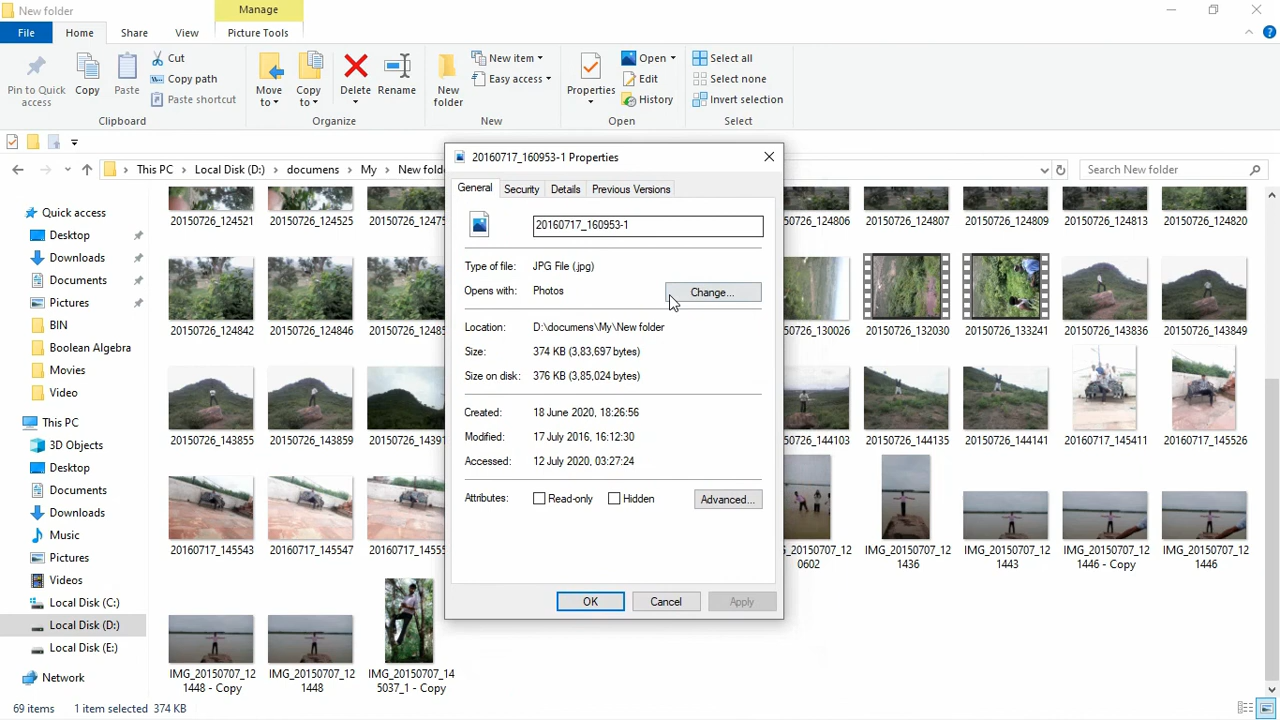 New folder
Manage
File
Home
Share
View
Picture Tools
Pin to Quick access
Copy
Paste
Cut
Copy path
Paste shortcut
Clipboard
Move to
Copy to
Delete
Rename
Organize
New folder
New item
Easy access
New
Properties
Open
Edit
History
Open
Select all
Select none
Invert selection
Select
This PC
Local Disk (D:)
documens
My
New fold
Search New folder
Quick access
Desktop
Downloads
Documents
Pictures
BIN
Boolean Algebra
Movies
Video
This PC
3D Objects
Desktop
Documents
Downloads
Music
Pictures
Videos
Local Disk (C:)
Local Disk (D:)
Local Disk (E:)
Network
20150726_124521
20150726_124525
20150726_12475
20150726_124806
20150726_124807
20150726_124813
20150726_124820
20150726_124842
20150726_124846
20150726_12500
20150726_130026
20150726_132030
20150726_133241
20150726_143836
20150726_143849
20150726_143855
20150726_143859
20150726_14391
20150726_144103
20150726_144135
20150726_144141
20160717_145411
20160717_145526
20160717_145543
20160717_145547
20160717_14555
S_20150707_12
0602
IMG_20150707_12
1436
IMG_20150707_12
1443
IMG_20150707_12
1446 - Copy
IMG_20150707_12
1446
IMG_20150707_12
1448 - Copy
IMG_20150707_12
1448
IMG_20150707_14
5037_1 - Copy
20160717_160953-1 Properties
General
Security
Details
Previous Versions
20160717_160953-1
Type of file: JPG File (.jpg)
Opens with: Photos
Change...
Location: D:\documens\My\New folder
Size: 374 KB (3,83,697 bytes)
Size on disk: 376 KB (3,85,024 bytes)
Created: 18 June 2020, 18:26:56
Modified: 17 July 2016, 16:12:30
Accessed: 12 July 2020, 03:27:24
Attributes:
Read-only
Hidden
Advanced...
OK
Cancel
Apply
69 items
1 item selected 374 KB